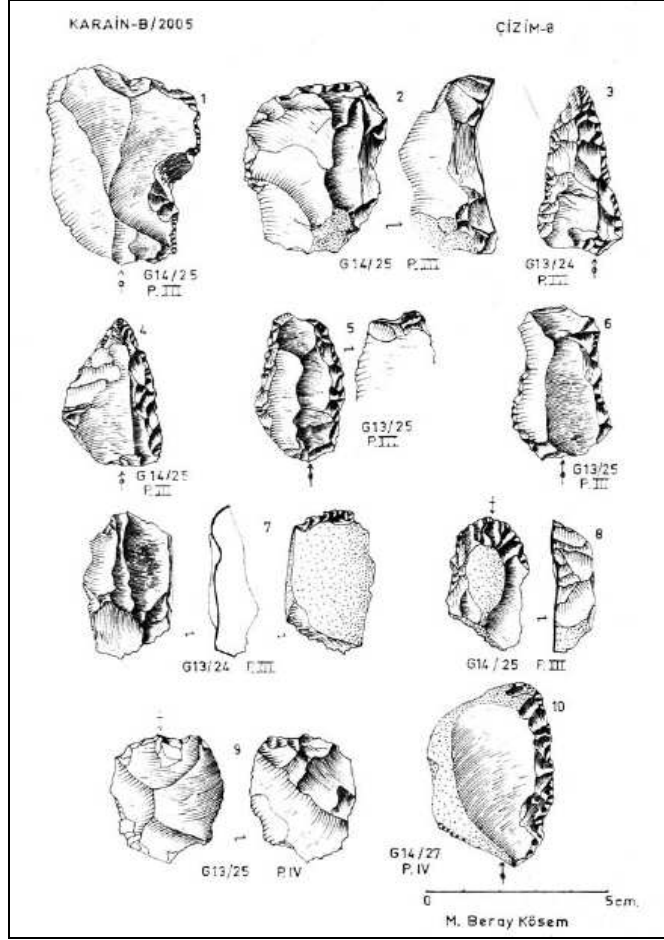 KARAİN-B/2005
ÇİZİM-8
1
2
3
G14/25
P.III
G14/25 P.III
G13/24
P.III
4
5
6
G14/25
P.III
G13/25
P.III
G13/25
P.III
7
8
G13/24 P.III
G14/25 P.III
9
10
G13/25 P.IV
G14/27
P.IV
0 5cm.
M. Beray Kösem